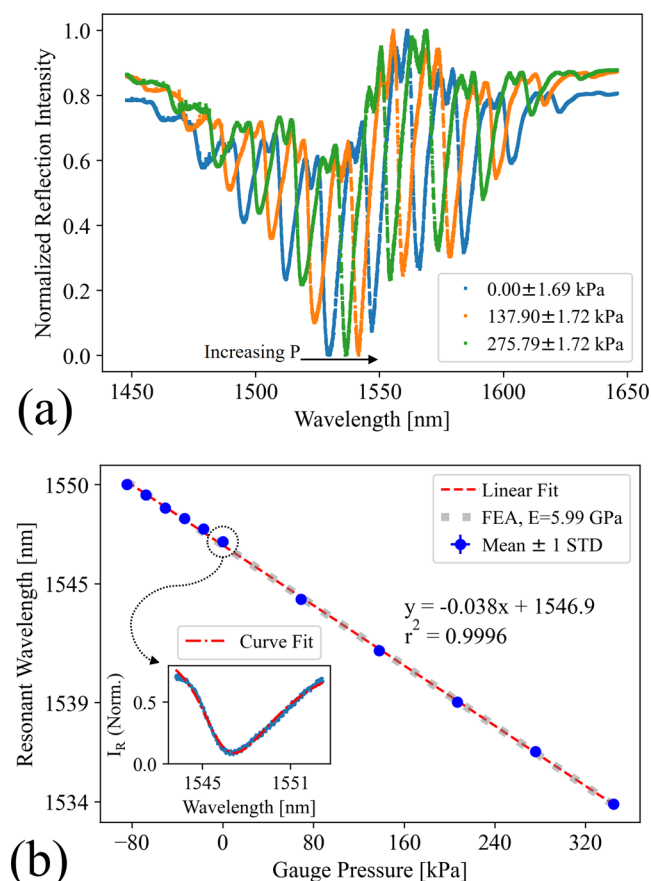 (a)
Normalized Reflection Intensity
1.0
0.8
0.6
0.4
0.2
0.0
0.00±1.69 kPa
137.90±1.72 kPa
275.79±1.72 kPa
Increasing P
1450 1500 1550 1600 1650
Wavelength [nm]
(b)
Resonant Wavelength [nm]
1550
1545
1539
1534
Linear Fit
FEA, E=5.99 GPa
Mean ± 1 STD
y = -0.038x + 1546.9
r² = 0.9996
Curve Fit
I_R (Norm.)
0.5
0.0
1545 1551
Wavelength [nm]
−80 0 80 160 240 320
Gauge Pressure [kPa]